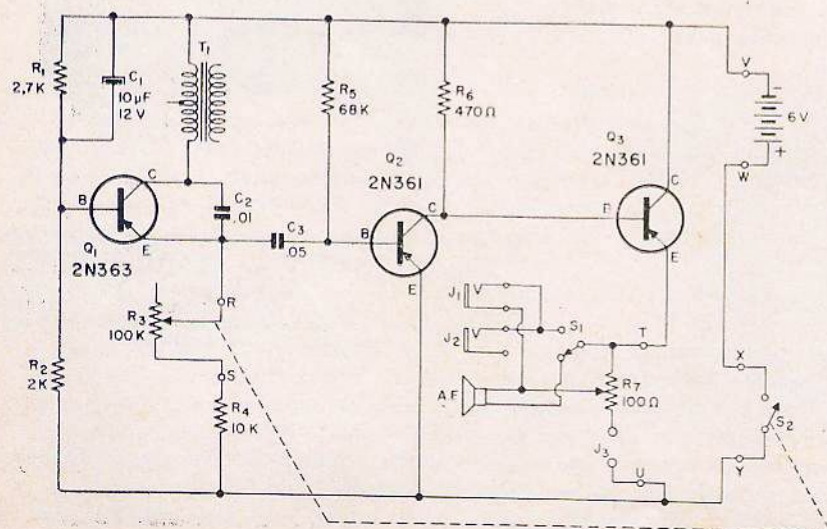 R1
2,7K
C1
10µF
12V
T1
R5
68K
R6
470Ω
Q2
2N361
Q3
2N361
V
-
6V
+
W
B
C
E
Q1
2N363
C2
.01
C3
.05
B
C
E
B
C
E
R3
100K
R
S
R2
2K
R4
10K
J1
V
J2
V
S1
T
A.F.
R7
100Ω
J3
U
X
S2
Y